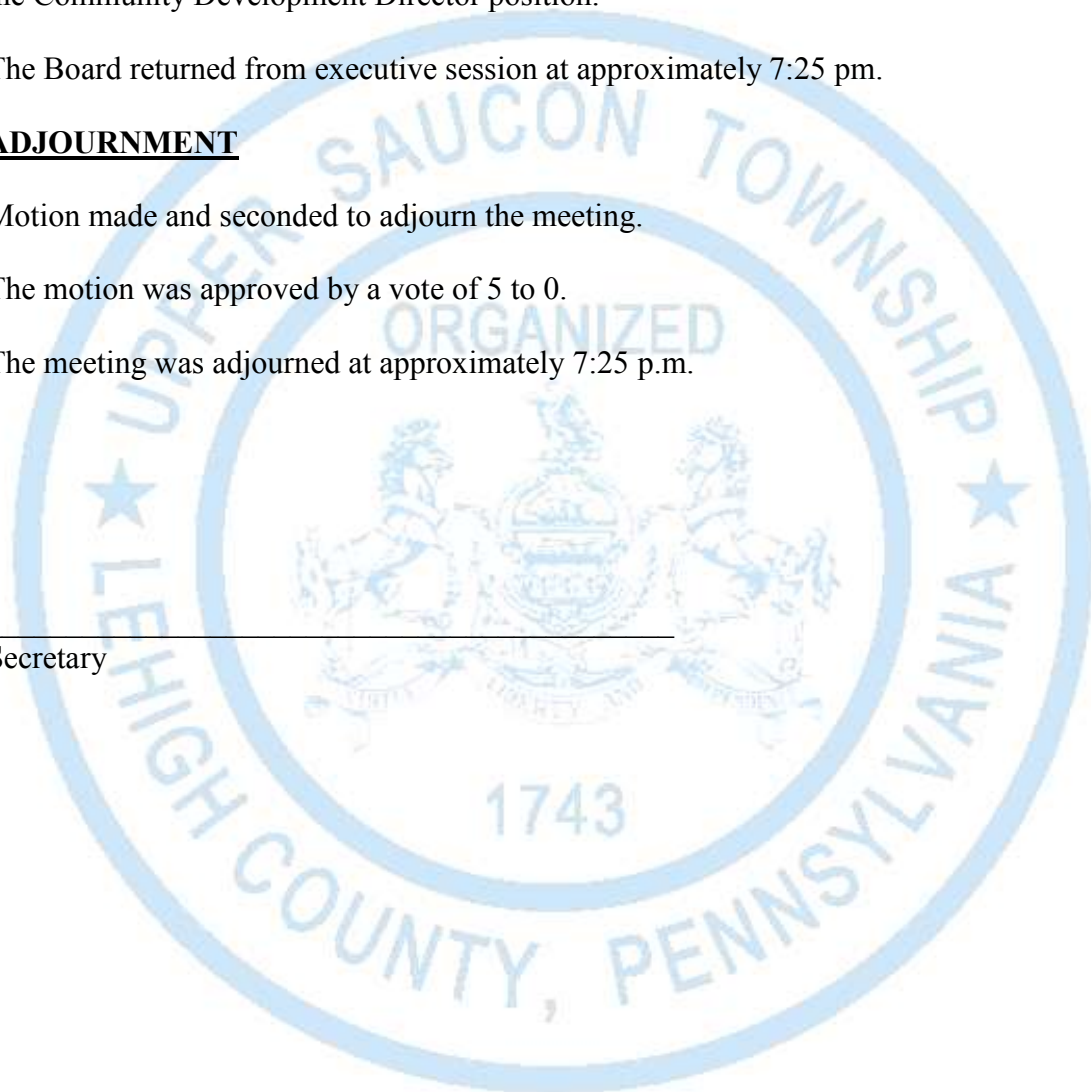 the Community Development Director position.
The Board returned from executive session at approximately 7:25 pm.
ADJOURNMENT
Motion made and seconded to adjourn the meeting.
The motion was approved by a vote of 5 to 0.
The meeting was adjourned at approximately 7:25 p.m.
Secretary
UPPER SAUCON TOWNSHIP
ORGANIZED
1743
LEHIGH COUNTY, PENNSYLVANIA